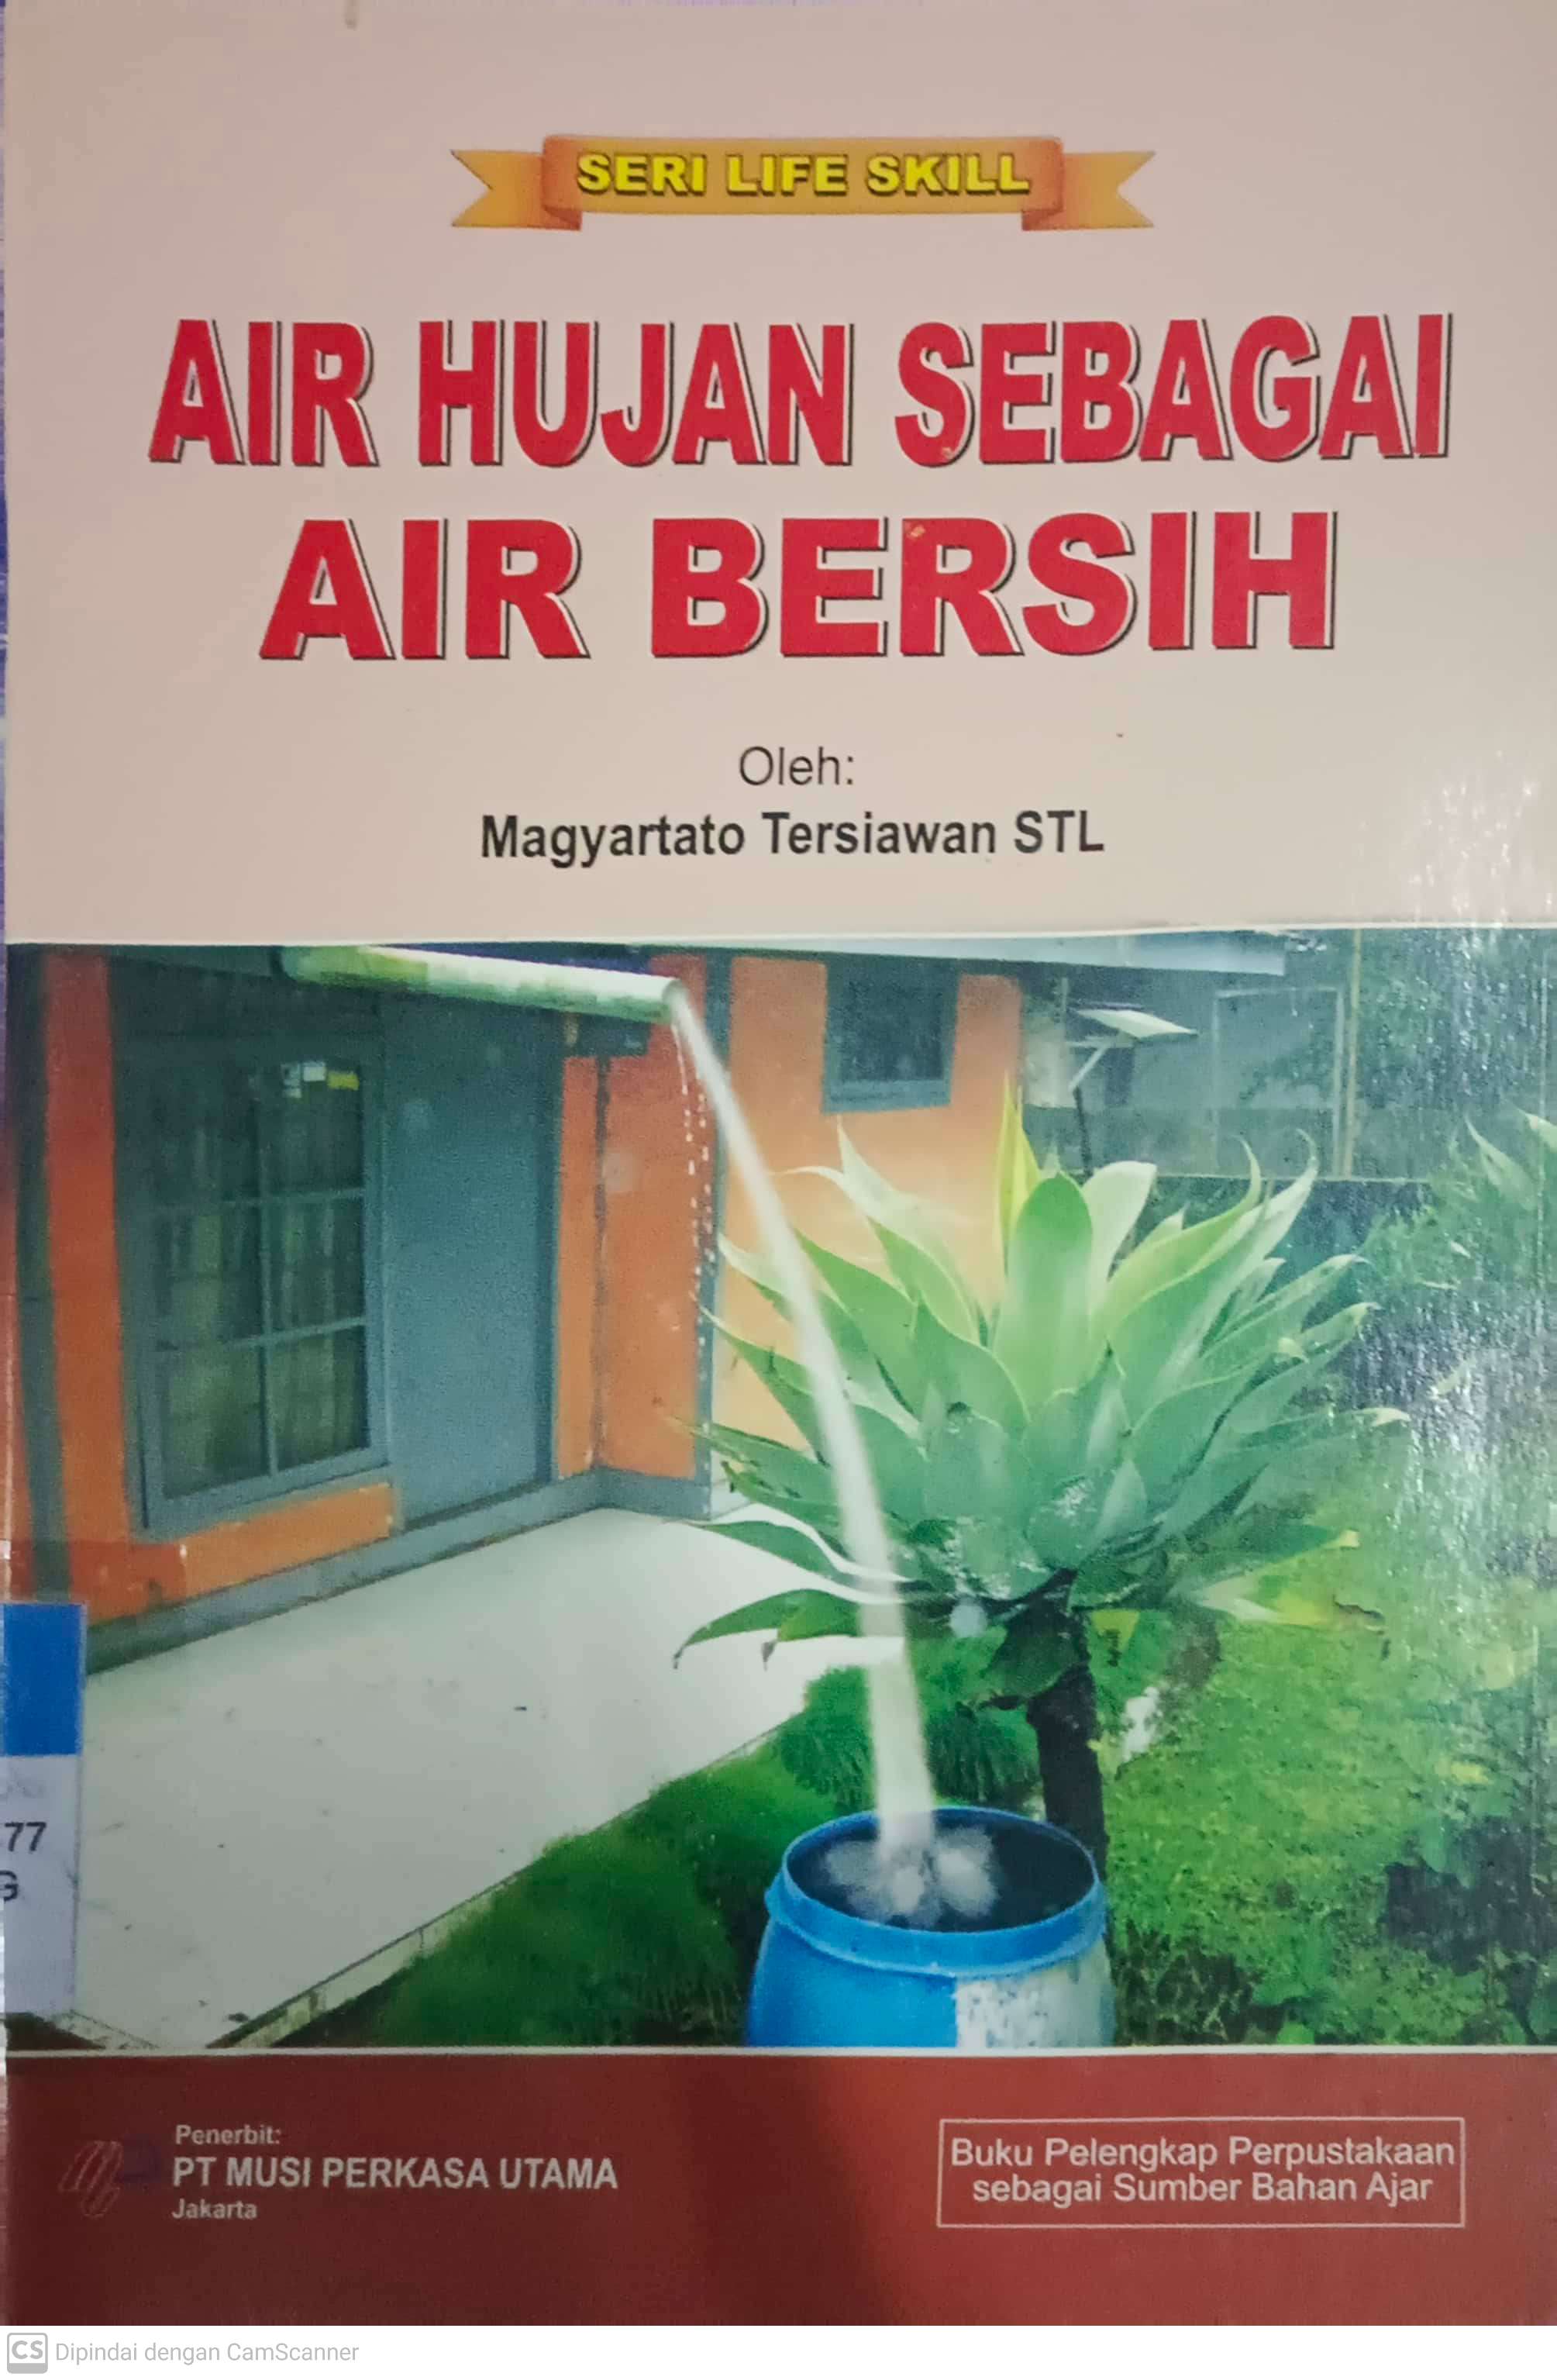 SERI LIFE SKILL
AIR HUJAN SEBAGAI
AIR BERSIH
Oleh:
Magyartato Tersiawan STL
77
G
Penerbit:
PT MUSI PERKASA UTAMA
Jakarta
Buku Pelengkap Perpustakaan
sebagai Sumber Bahan Ajar
CS Dipindai dengan CamScanner